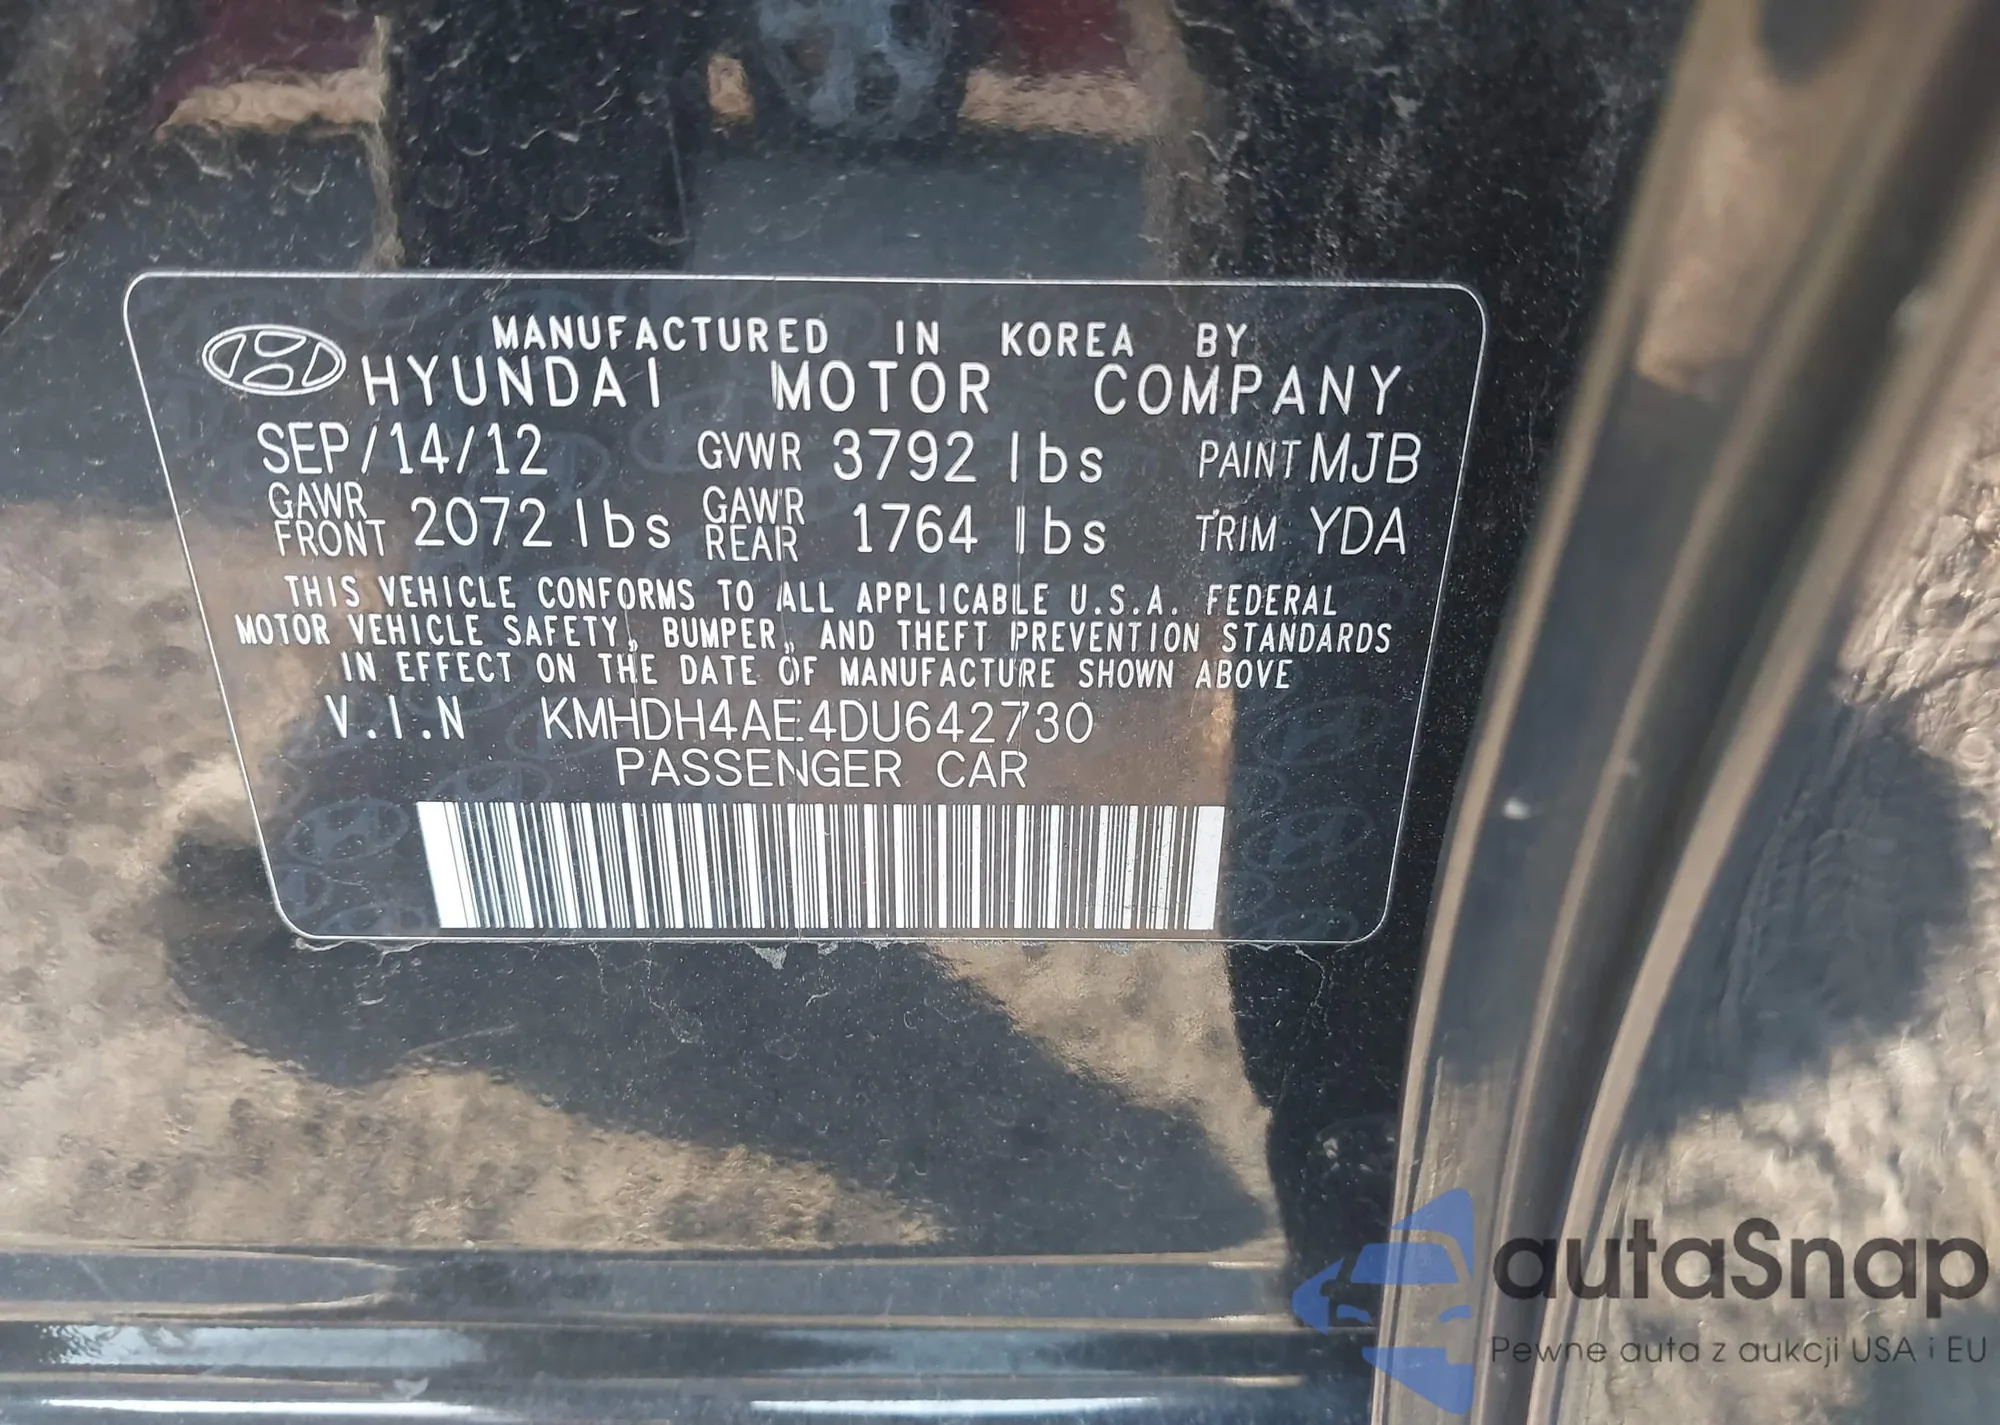 MANUFACTURED IN KOREA BY
HYUNDAI MOTOR COMPANY
SEP/14/12 GVWR 3792 lbs PAINT MJB
GAWR FRONT 2072 lbs GAWR REAR 1764 lbs TRIM YDA
THIS VEHICLE CONFORMS TO ALL APPLICABLE U.S.A. FEDERAL
MOTOR VEHICLE SAFETY, BUMPER, AND THEFT PREVENTION STANDARDS
IN EFFECT ON THE DATE OF MANUFACTURE SHOWN ABOVE
V.I.N KMHDH4AE4DU642730
PASSENGER CAR
autaSnap
Pewne auta z aukcji USA i EU